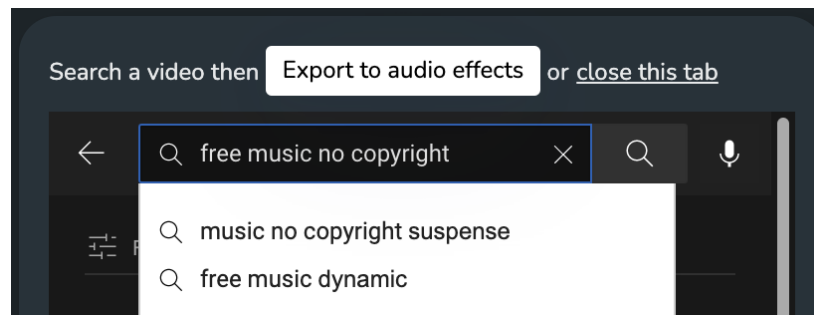 Search a video then Export to audio effects or close this tab
free music no copyright
music no copyright suspense
free music dynamic